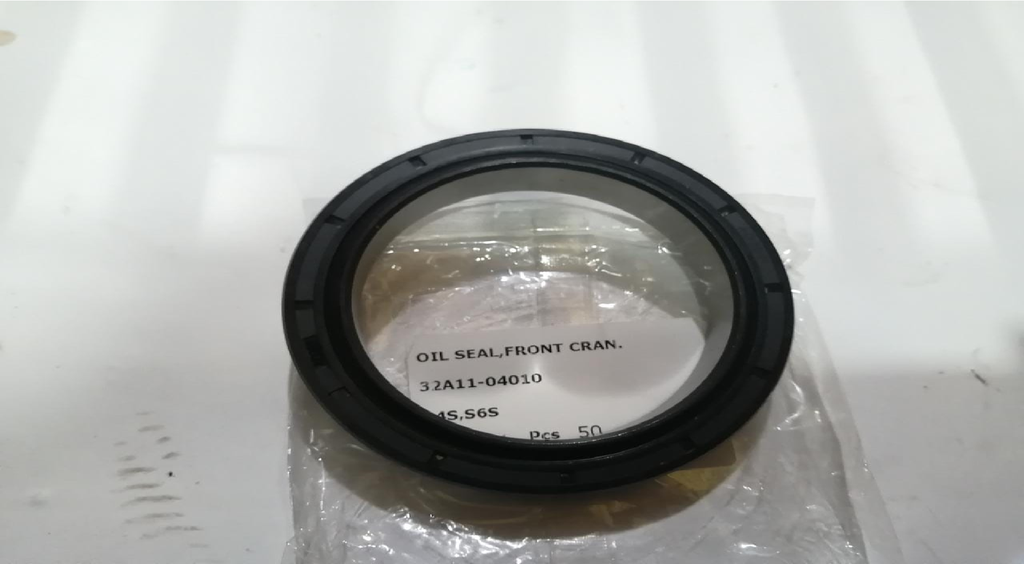 OIL SEAL,FRONT CRAN.
32A11-04010
4S,S6S
Pcs 50